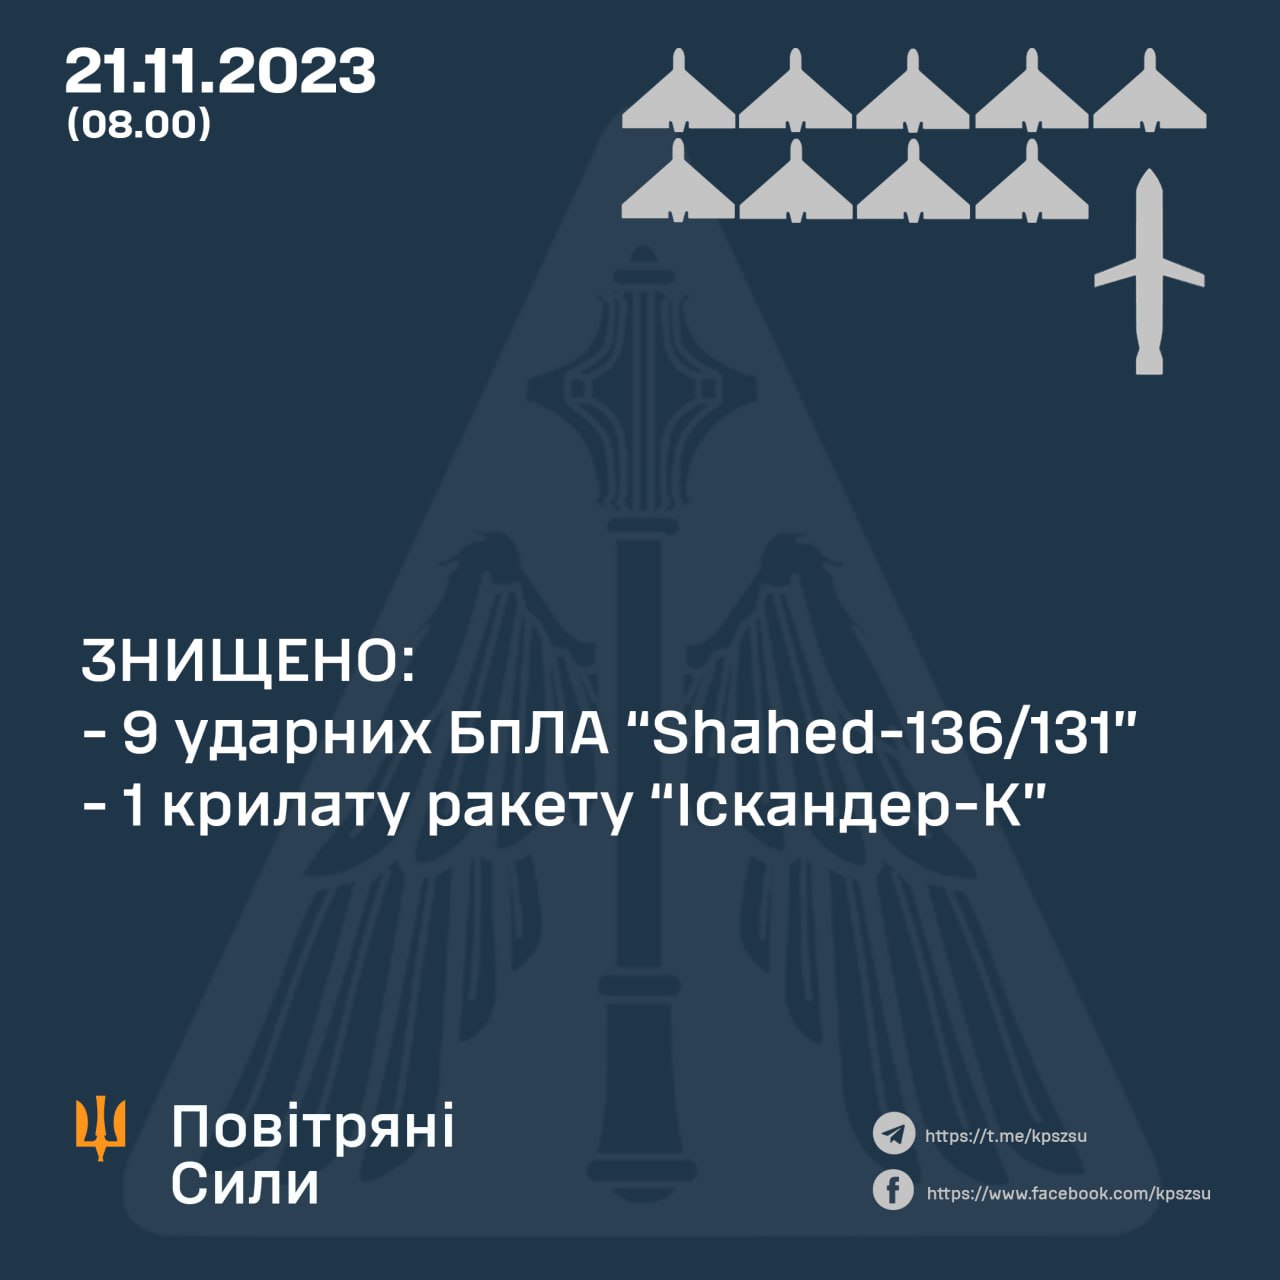 21.11.2023
(08.00)
ЗНИЩЕНО:
- 9 ударних БпЛА “Shahed-136/131”
- 1 крилату ракету “Іскандер-К”
Повітряні
Сили
https://t.me/kpszsu
https://www.facebook.com/kpszsu